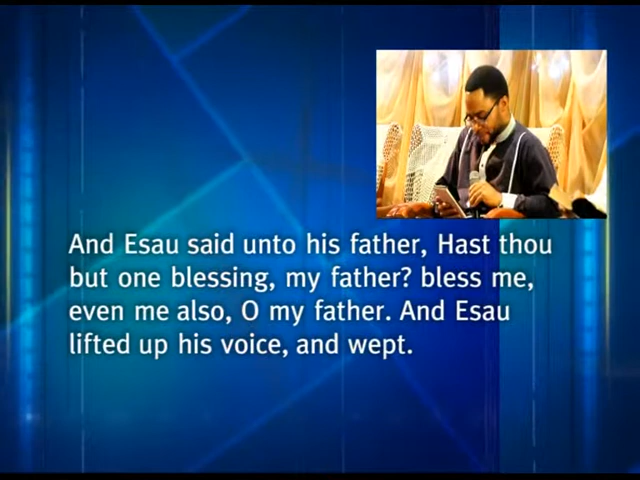 And Esau said unto his father, Hast thou
but one blessing, my father? bless me,
even me also, O my father. And Esau
lifted up his voice, and wept.